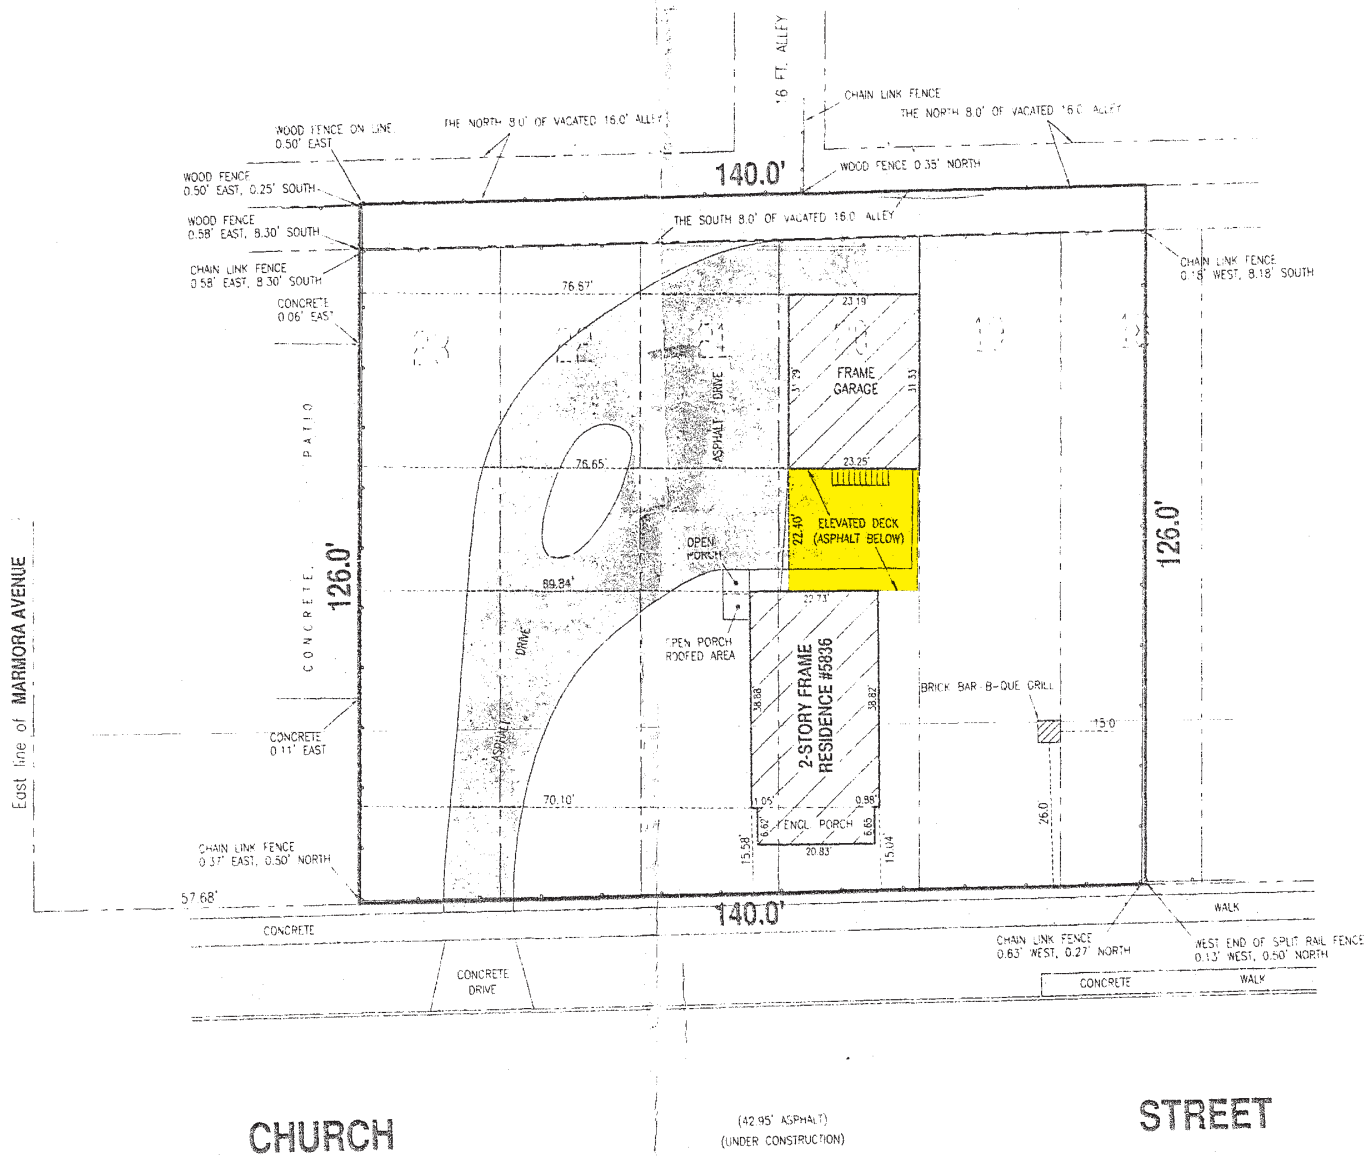 16 FT. ALLEY
CHAIN LINK FENCE
THE NORTH 8.0' OF VACATED 16.0' ALLEY
THE NORTH 8.0' OF VACATED 16.0' ALLEY
WOOD FENCE ON LINE
0.50' EAST
140.0'
WOOD FENCE 0.35' NORTH
WOOD FENCE
0.50' EAST, 0.25' SOUTH
WOOD FENCE
0.58' EAST, 8.30' SOUTH
THE SOUTH 8.0' OF VACATED 16.0' ALLEY
CHAIN LINK FENCE
0.58' EAST, 8.30' SOUTH
CHAIN LINK FENCE
8.18' SOUTH
CONCRETE
0.06' EAST
76.67'
23.19'
23
22
21
20
19
18
31.29
31.33
FRAME
GARAGE
ASPHALT DRIVE
CONCRETE PATIO
76.65'
23.25'
22.40'
ELEVATED DECK
(ASPHALT BELOW)
OPEN
PORCH
126.0'
126.0'
East line of MARMORA AVENUE
69.84'
22.73'
OPEN PORCH
ROOFED AREA
ASPHALT DRIVE
2-STORY FRAME
RESIDENCE #5836
38.88'
38.82'
BRICK BAR-B-QUE GRILL
15.0
26.0'
CONCRETE
0.11' EAST
70.10'
1.05'
0.98'
6.62'
ENCL. PORCH
6.65
20.83'
15.58'
15.04'
CHAIN LINK FENCE
0.37' EAST, 0.50' NORTH
57.68'
140.0'
CONCRETE
WALK
CHAIN LINK FENCE
0.63' WEST, 0.27' NORTH
WEST END OF SPLIT RAIL FENCE
0.13' WEST, 0.50' NORTH
CONCRETE
DRIVE
CONCRETE
WALK
CHURCH
STREET
(42.95' ASPHALT)
(UNDER CONSTRUCTION)